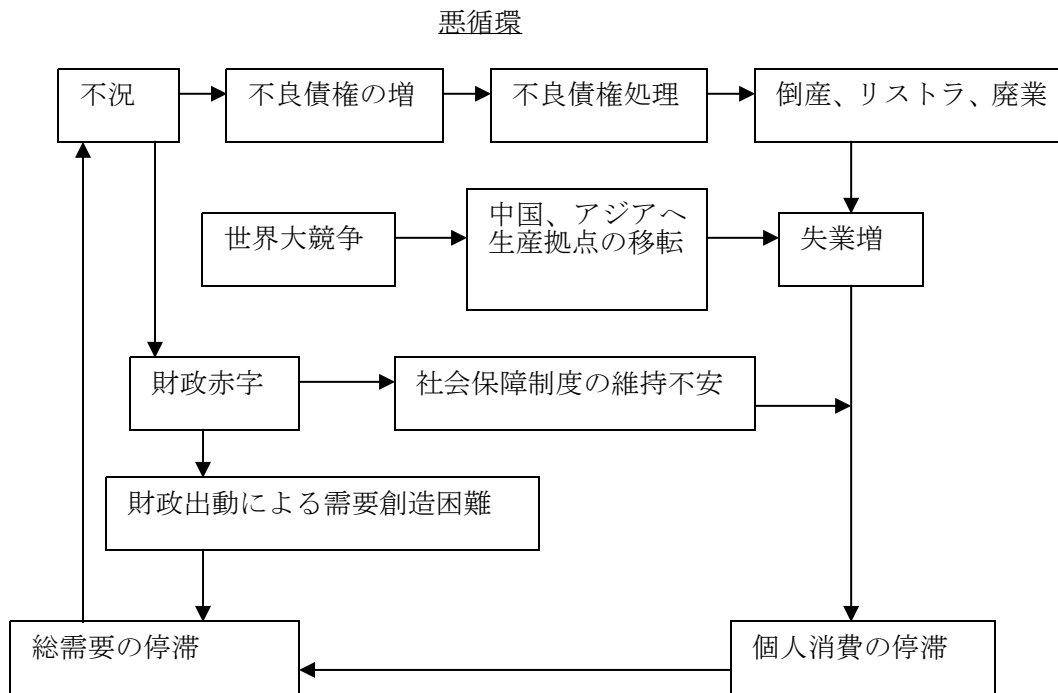 悪循環
不況
不良債権の増
不良債権処理
倒産、リストラ、廃業
世界大競争
中国、アジアへ
生産拠点の移転
失業増
財政赤字
社会保障制度の維持不安
財政出動による需要創造困難
総需要の停滞
個人消費の停滞